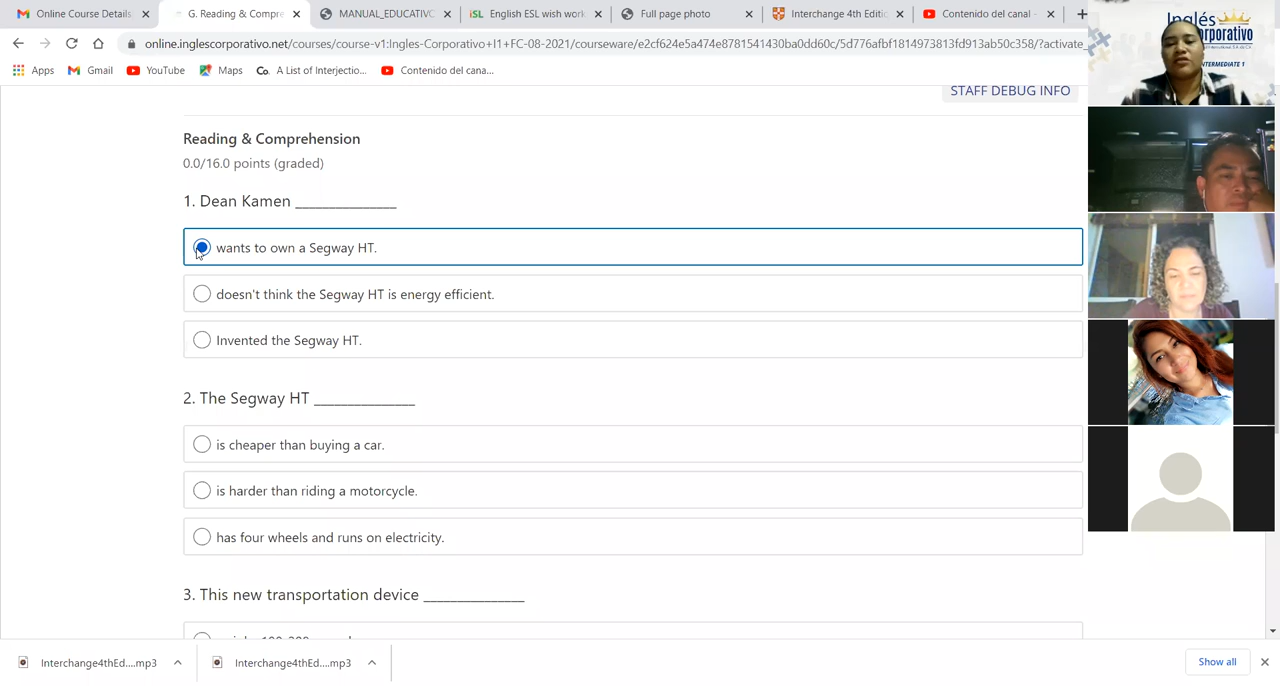 Online Course Details
G. Reading & Compre
MANUAL_EDUCATIVO
English ESL wish work
Full page photo
Interchange 4th Editio
Contenido del canal -
online.inglescorporativo.net/courses/course-v1:Ingles-Corporativo+I1+FC-08-2021/courseware/e2cf624e5a474e8781541430ba0dd60c/5d776afbf1814973813fd913ab50c358/?activate_
Apps
Gmail
YouTube
Maps
A List of Interjectio...
Contenido del cana...
Inglés
INTERMEDIATE 1
STAFF DEBUG INFO
Reading & Comprehension
0.0/16.0 points (graded)
1. Dean Kamen _______________
wants to own a Segway HT.
doesn't think the Segway HT is energy efficient.
Invented the Segway HT.
2. The Segway HT _______________
is cheaper than buying a car.
is harder than riding a motorcycle.
has four wheels and runs on electricity.
3. This new transportation device _______________
Interchange4thEd....mp3
Interchange4thEd....mp3
Show all